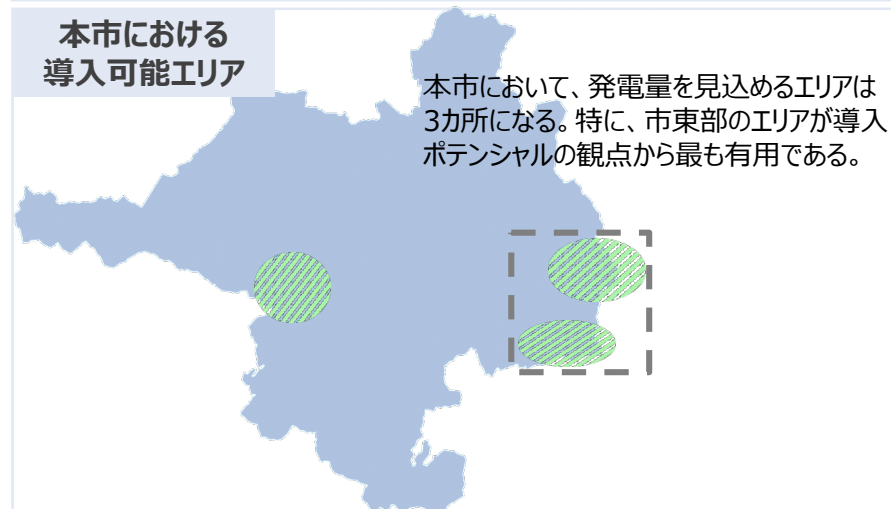 本市における
導入可能エリア
本市において、発電量を見込めるエリアは
3カ所になる。特に、市東部のエリアが導入
ポテンシャルの観点から最も有用である。